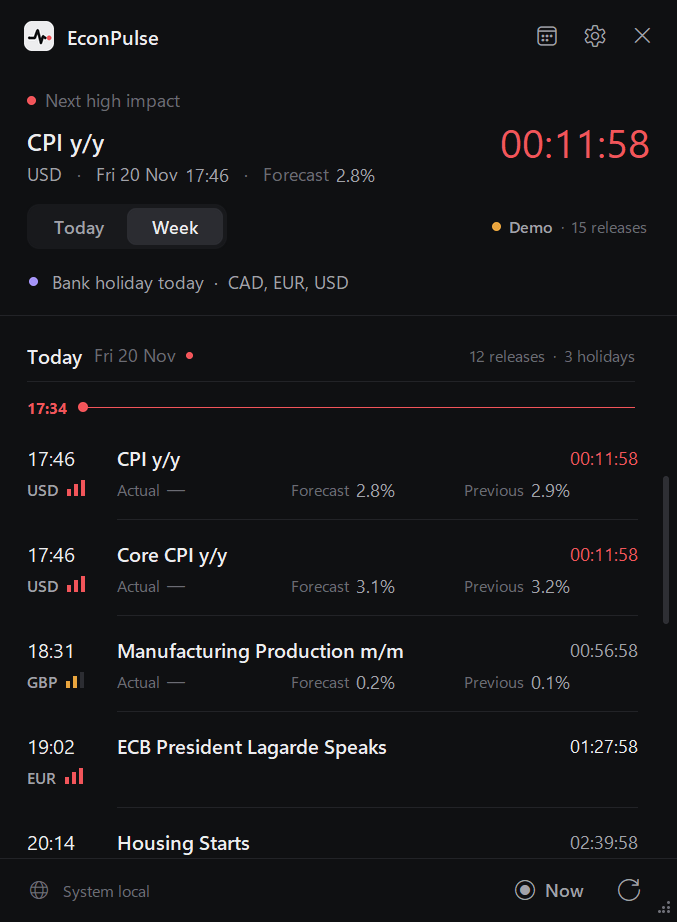 EconPulse
Next high impact
CPI y/y
00:11:58
USD · Fri 20 Nov 17:46 · Forecast 2.8%
Today Week
Demo · 15 releases
Bank holiday today · CAD, EUR, USD
Today Fri 20 Nov
12 releases · 3 holidays
17:34
17:46 CPI y/y 00:11:58
USD Actual — Forecast 2.8% Previous 2.9%
17:46 Core CPI y/y 00:11:58
USD Actual — Forecast 3.1% Previous 3.2%
18:31 Manufacturing Production m/m 00:56:58
GBP Actual — Forecast 0.2% Previous 0.1%
19:02 ECB President Lagarde Speaks 01:27:58
EUR
20:14 Housing Starts 02:39:58
System local
Now